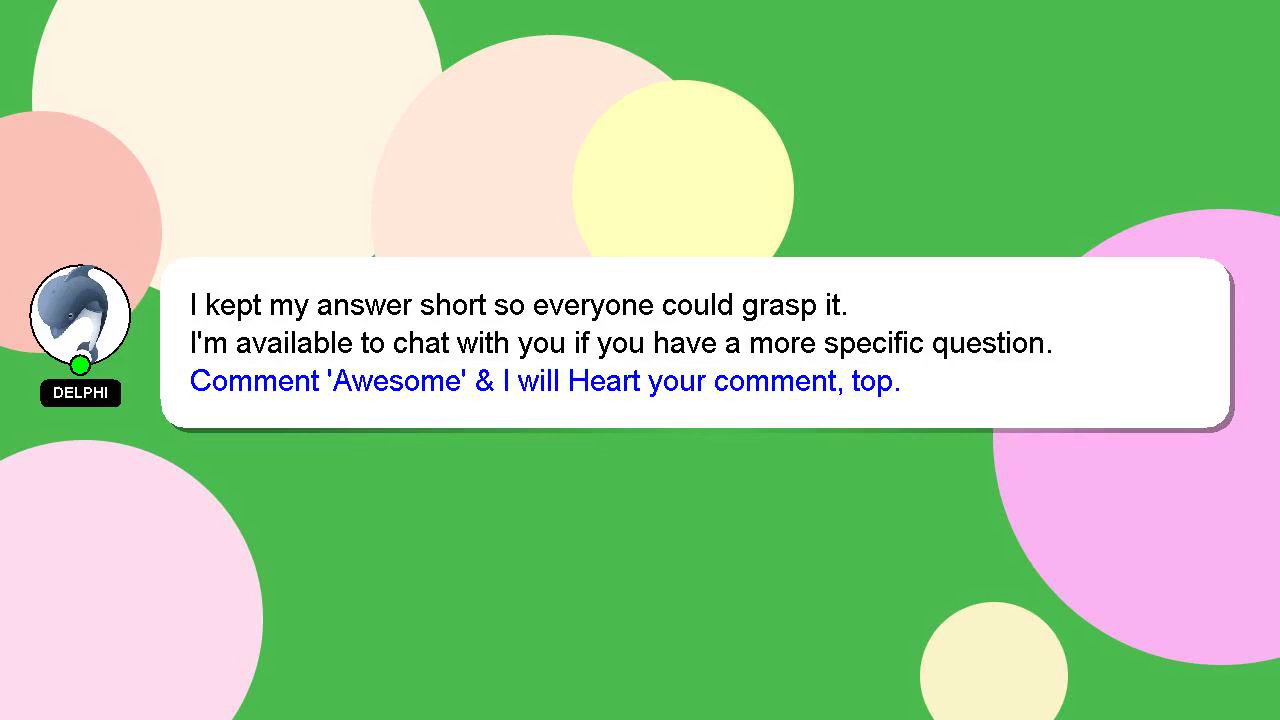 I kept my answer short so everyone could grasp it.
I'm available to chat with you if you have a more specific question.
Comment 'Awesome' & I will Heart your comment, top.
DELPHI